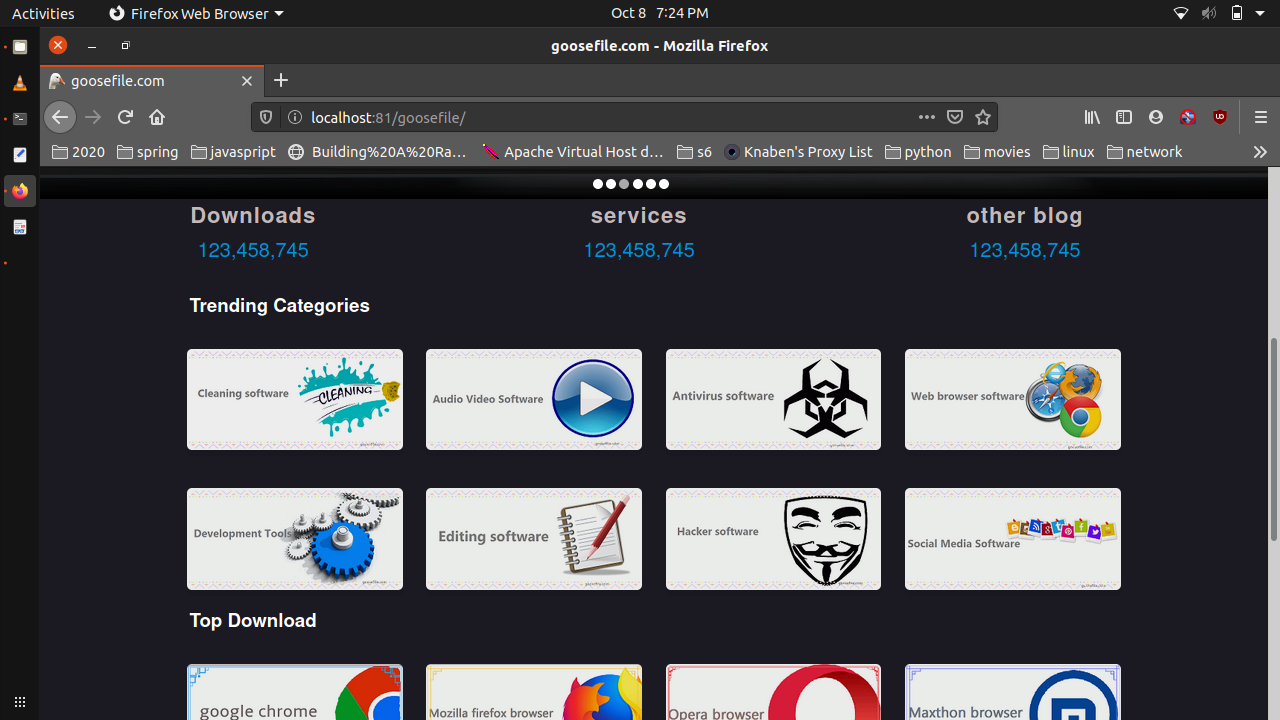 Activities
Firefox Web Browser
Oct 8 7:24 PM
goosefile.com - Mozilla Firefox
goosefile.com
localhost:81/goosefile/
2020
spring
javasript
Building%20A%20Ra…
Apache Virtual Host d…
s6
Knaben's Proxy List
python
movies
linux
network
Downloads
services
other blog
123,458,745
123,458,745
123,458,745
Trending Categories
Cleaning software
CLEANING
Audio Video Software
Antivirus software
Web browser software
Development Tools
Editing software
Hacker software
Social Media Software
Top Download
google chrome
Mozilla firefox browser
Opera browser
Maxthon browser